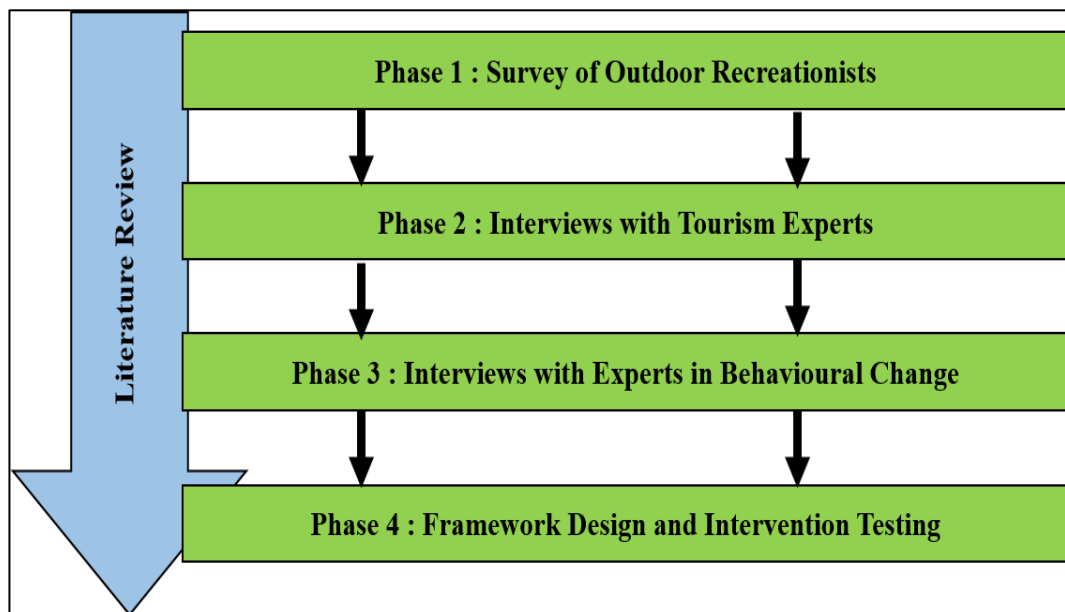 Literature Review
Phase 1 : Survey of Outdoor Recreationists
Phase 2 : Interviews with Tourism Experts
Phase 3 : Interviews with Experts in Behavioural Change
Phase 4 : Framework Design and Intervention Testing